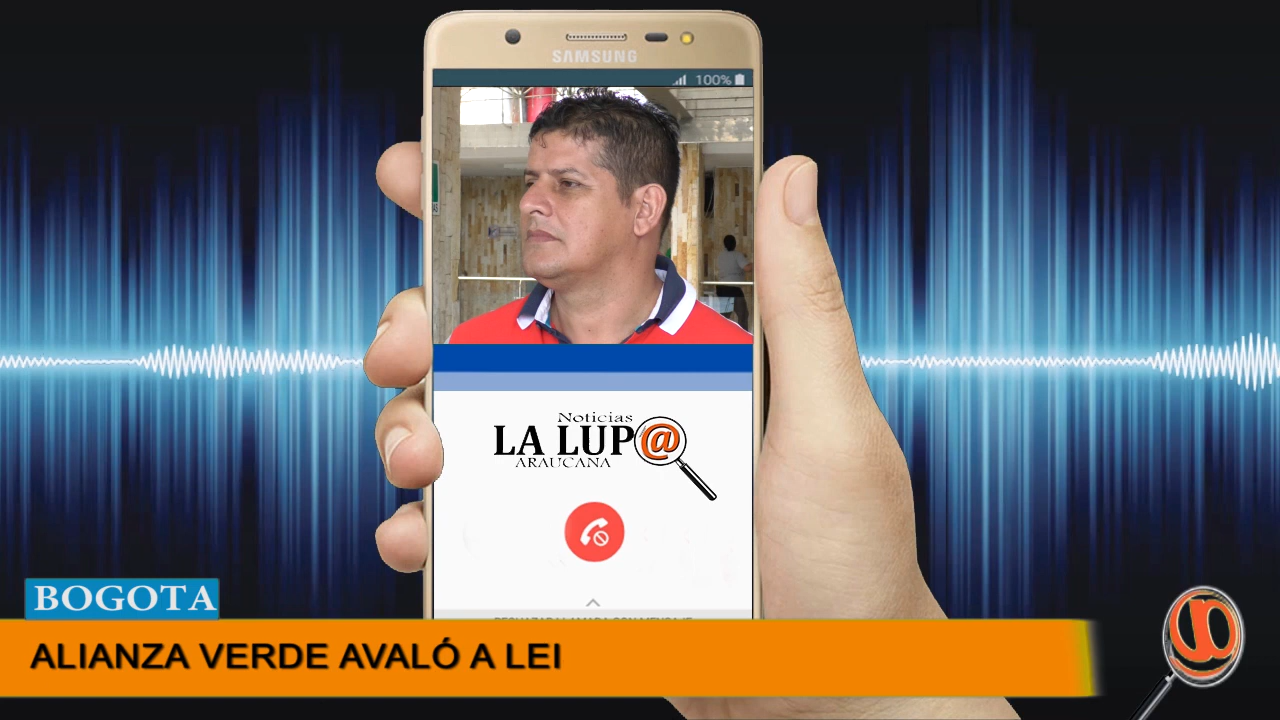 SAMSUNG
100%
Noticias
LA LUP@
ARAUCANA
BOGOTA
ALIANZA VERDE AVALÓ A LEI